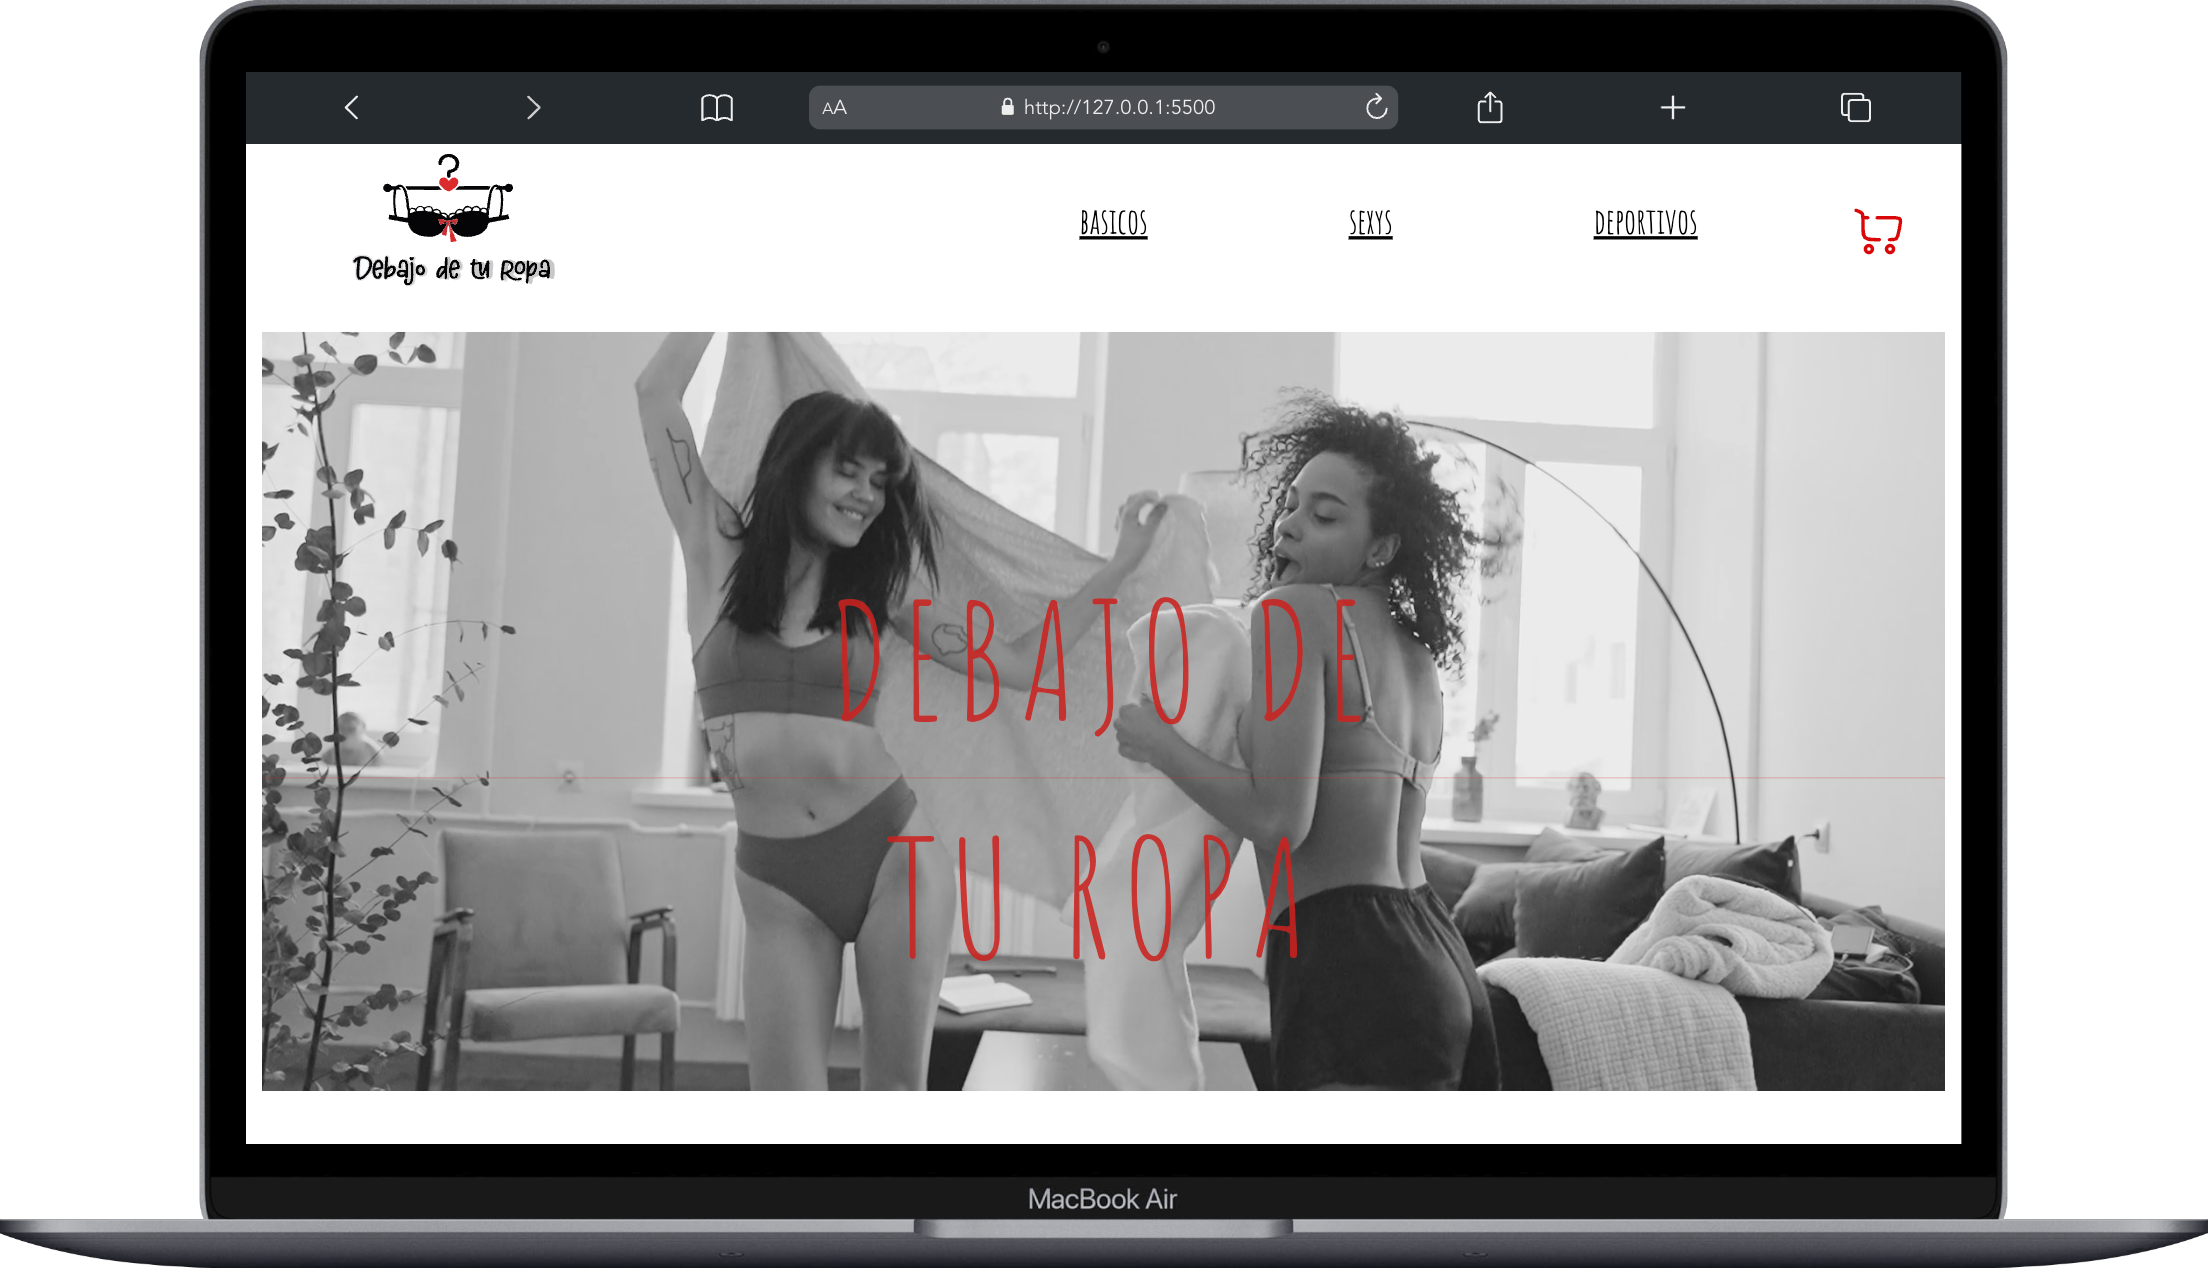 AA
http://127.0.0.1:5500
Debajo de tu Ropa
BASICOS
SEXYS
DEPORTIVOS
DEBAJO DE
TU ROPA
MacBook Air